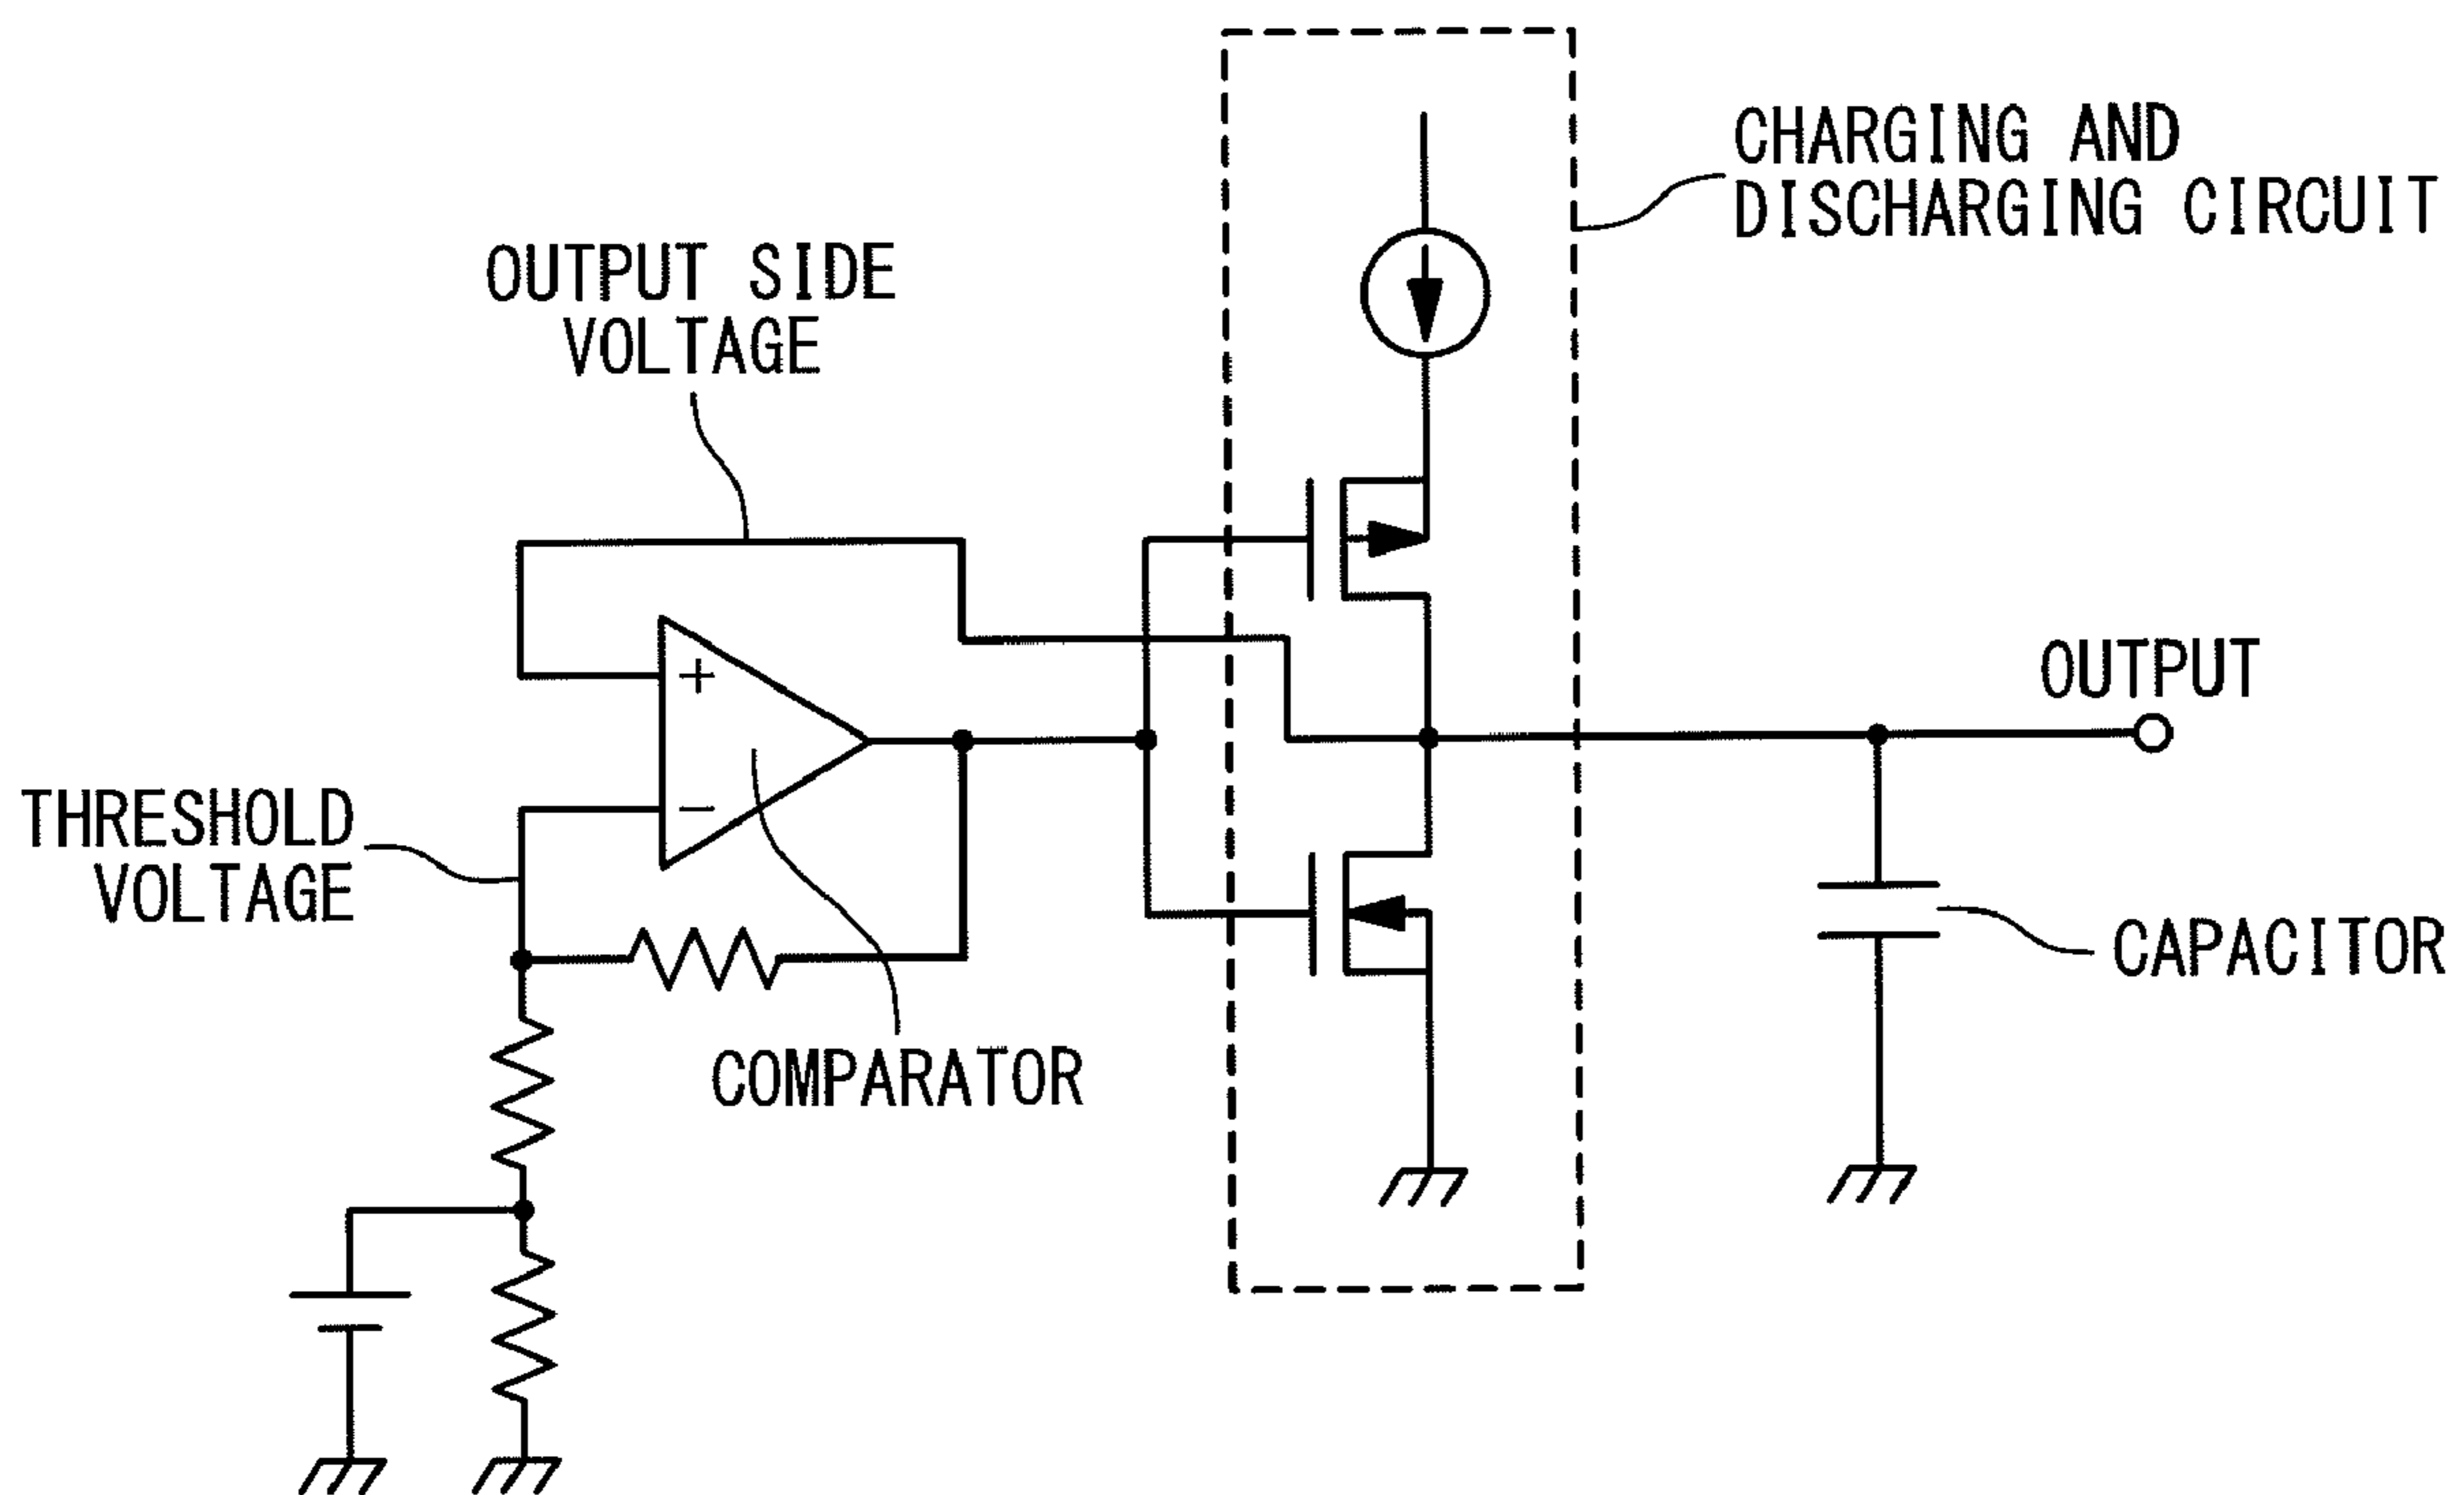 CHARGING AND
DISCHARGING CIRCUIT
OUTPUT SIDE
VOLTAGE
OUTPUT
+
−
THRESHOLD
VOLTAGE
CAPACITOR
COMPARATOR